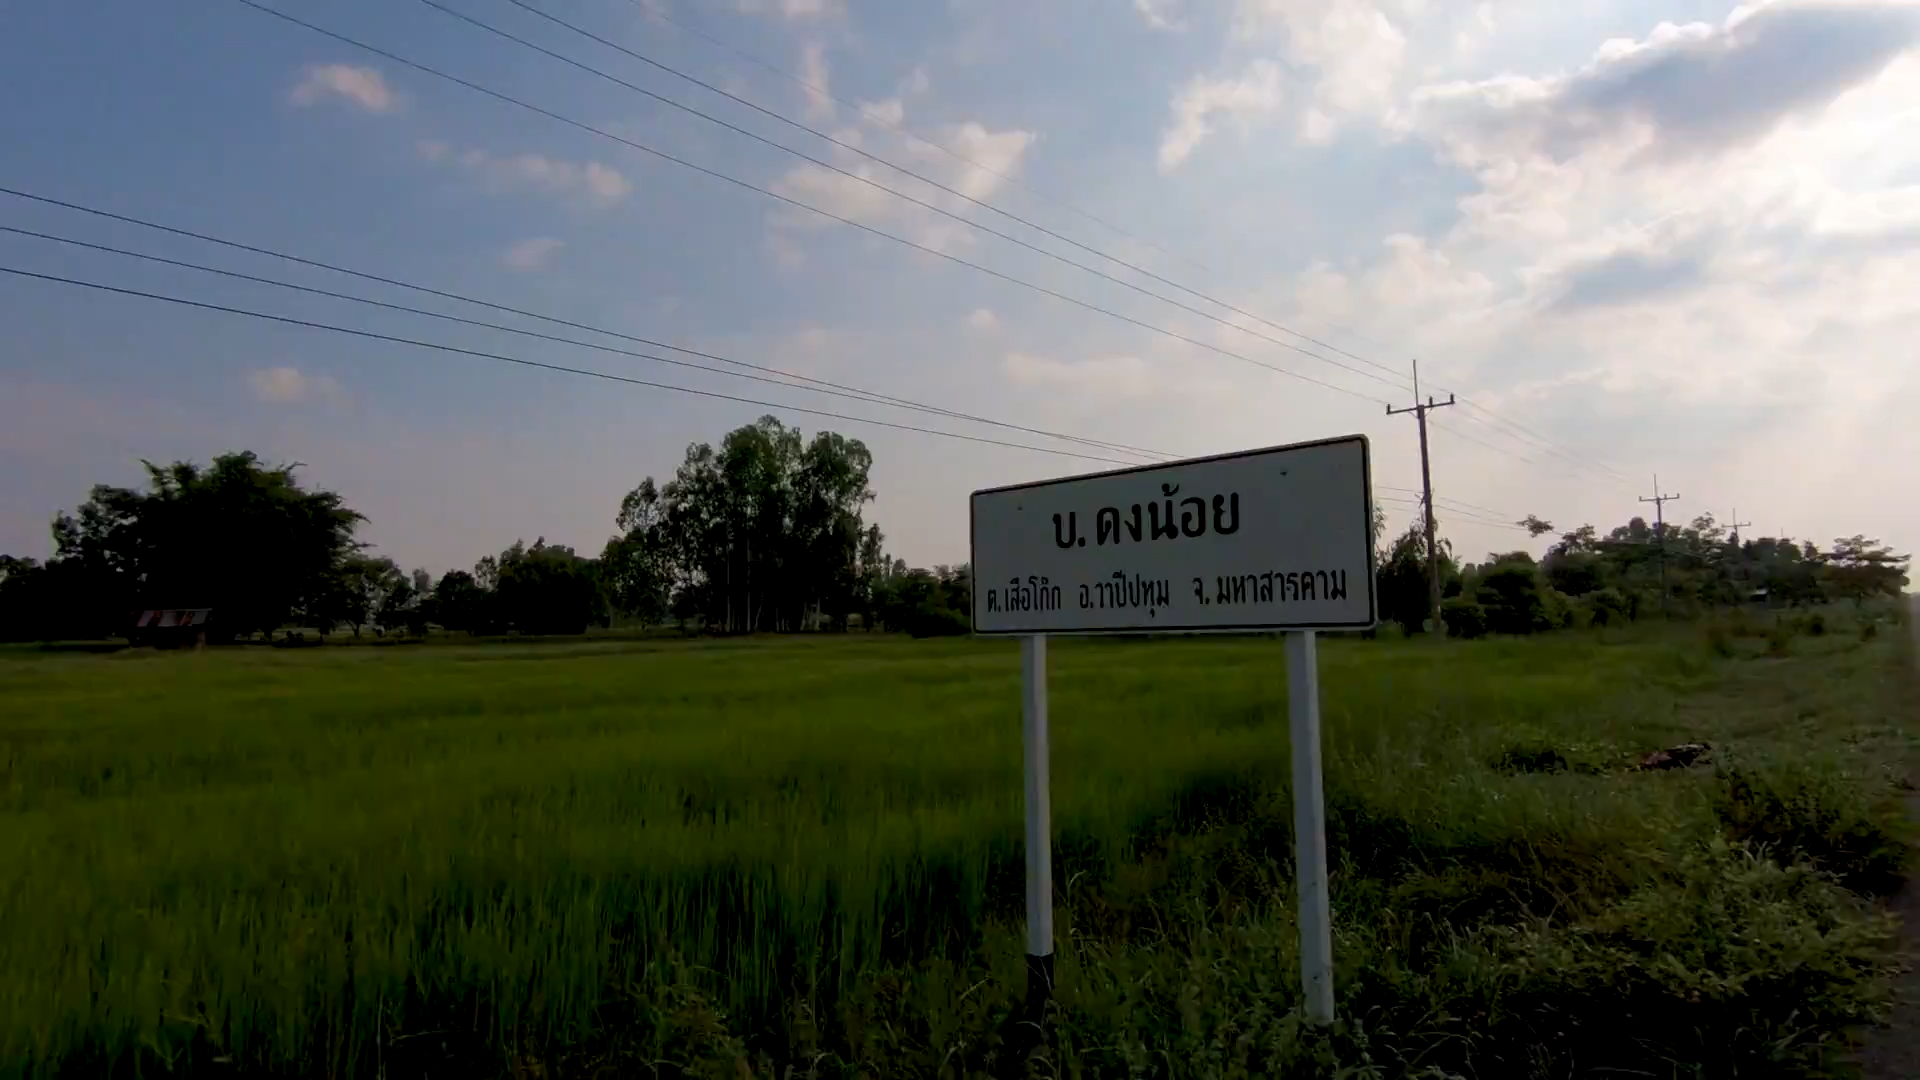 บ. ดงน้อย
ต. เสือโก้ก อ.วาปีปทุม จ. มหาสารคาม